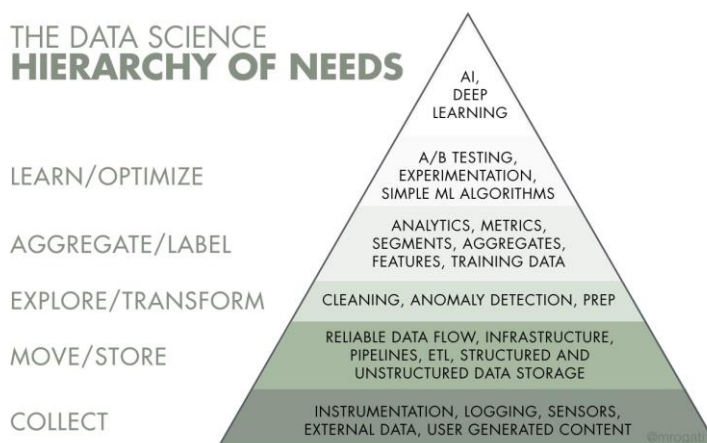 THE DATA SCIENCE
HIERARCHY OF NEEDS
AI,
DEEP
LEARNING
LEARN/OPTIMIZE
A/B TESTING,
EXPERIMENTATION,
SIMPLE ML ALGORITHMS
AGGREGATE/LABEL
ANALYTICS, METRICS,
SEGMENTS, AGGREGATES,
FEATURES, TRAINING DATA
EXPLORE/TRANSFORM
CLEANING, ANOMALY DETECTION, PREP
MOVE/STORE
RELIABLE DATA FLOW, INFRASTRUCTURE,
PIPELINES, ETL, STRUCTURED AND
UNSTRUCTURED DATA STORAGE
COLLECT
INSTRUMENTATION, LOGGING, SENSORS,
EXTERNAL DATA, USER GENERATED CONTENT
@mrogati